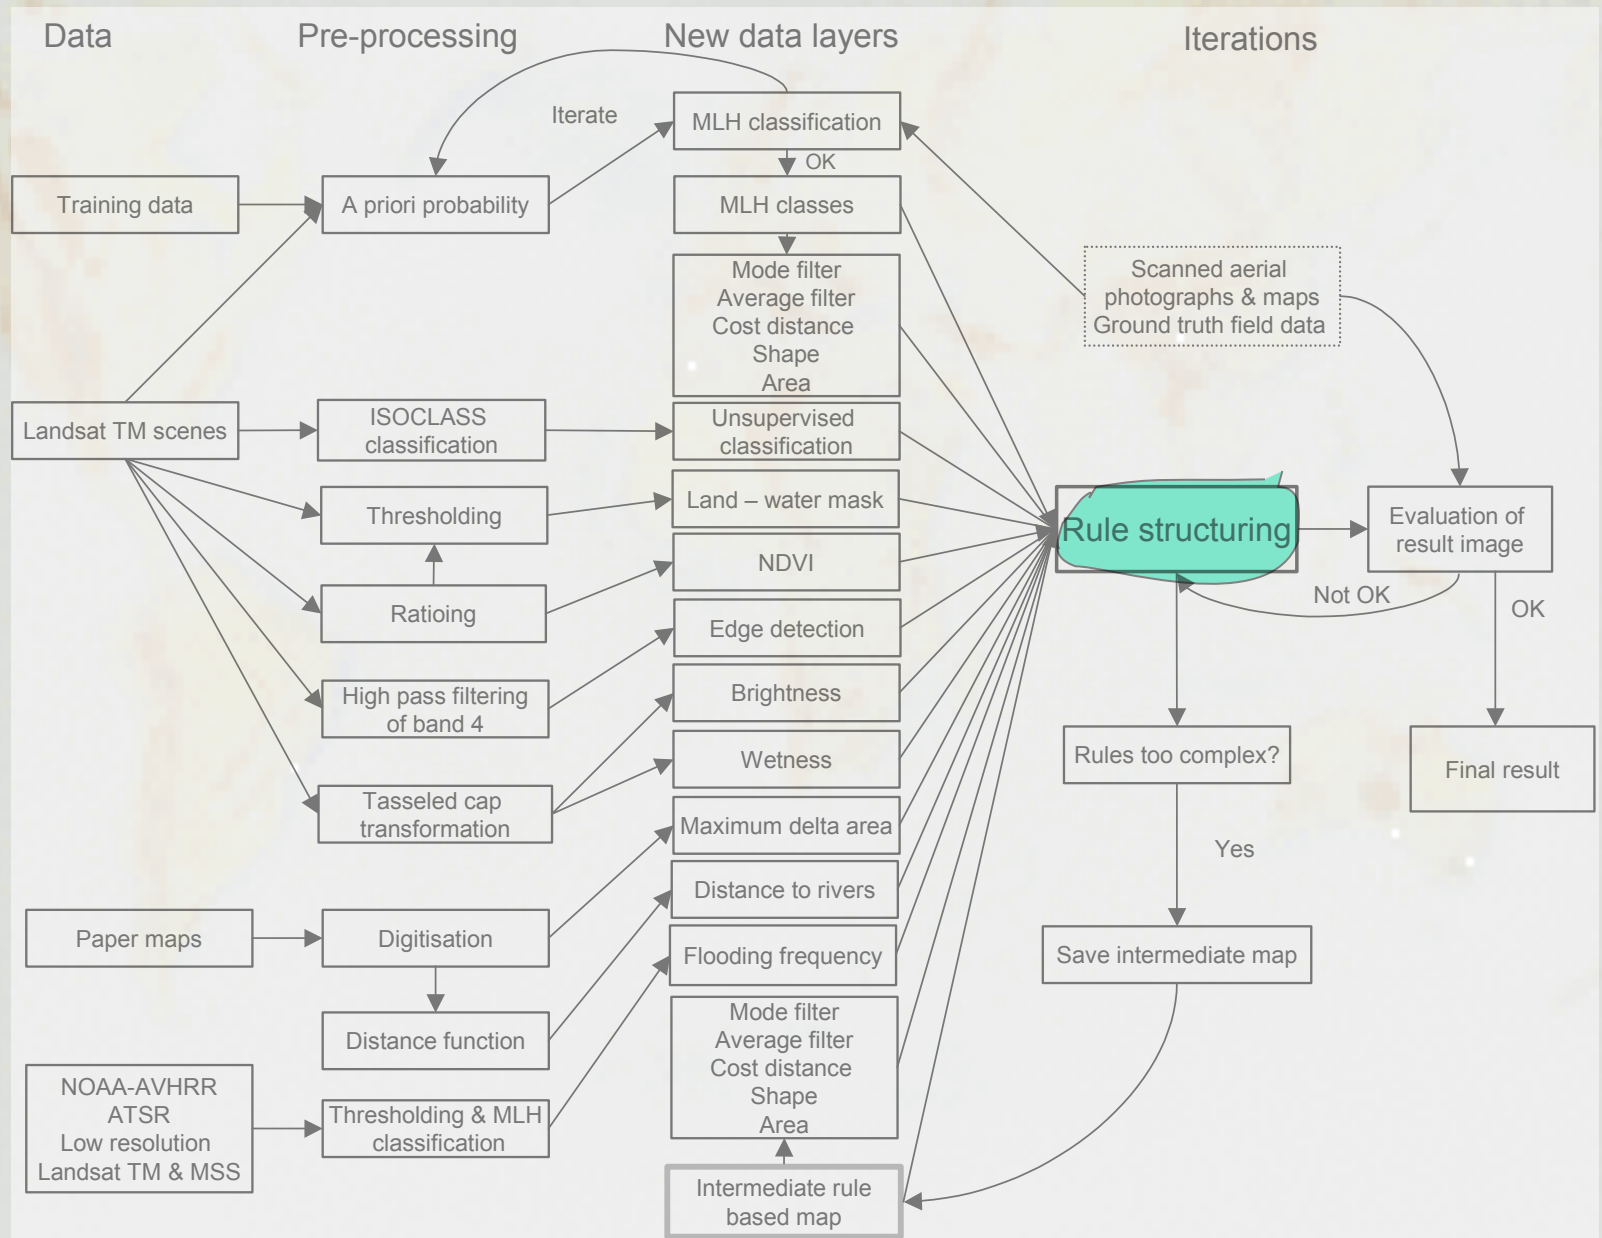 Data
Pre-processing
New data layers
Iterations
Iterate
MLH classification
OK
Training data
A priori probability
MLH classes
Mode filter
Average filter
Cost distance
Shape
Area
Scanned aerial
photographs & maps
Ground truth field data
Landsat TM scenes
ISOCLASS
classification
Unsupervised
classification
Thresholding
Land – water mask
Rule structuring
Evaluation of
result image
Ratioing
NDVI
Not OK
OK
High pass filtering
of band 4
Edge detection
Brightness
Tasseled cap
transformation
Wetness
Rules too complex?
Final result
Maximum delta area
Yes
Paper maps
Digitisation
Distance to rivers
Flooding frequency
Save intermediate map
Distance function
Mode filter
Average filter
Cost distance
Shape
Area
NOAA-AVHRR
ATSR
Low resolution
Landsat TM & MSS
Thresholding & MLH
classification
Intermediate rule
based map